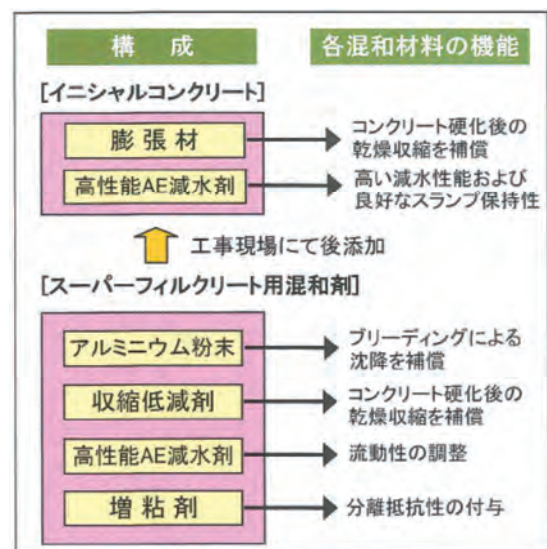 構 成
各混和材料の機能
[イニシャルコンクリート]
膨 張 材
コンクリート硬化後の
乾燥収縮を補償
高性能AE減水剤
高い減水性能および
良好なスランプ保持性
工事現場にて後添加
[スーパーフィルクリート用混和剤]
アルミニウム粉末
ブリーディングによる
沈降を補償
収縮低減剤
コンクリート硬化後の
乾燥収縮を補償
高性能AE減水剤
流動性の調整
増 粘 剤
分離抵抗性の付与